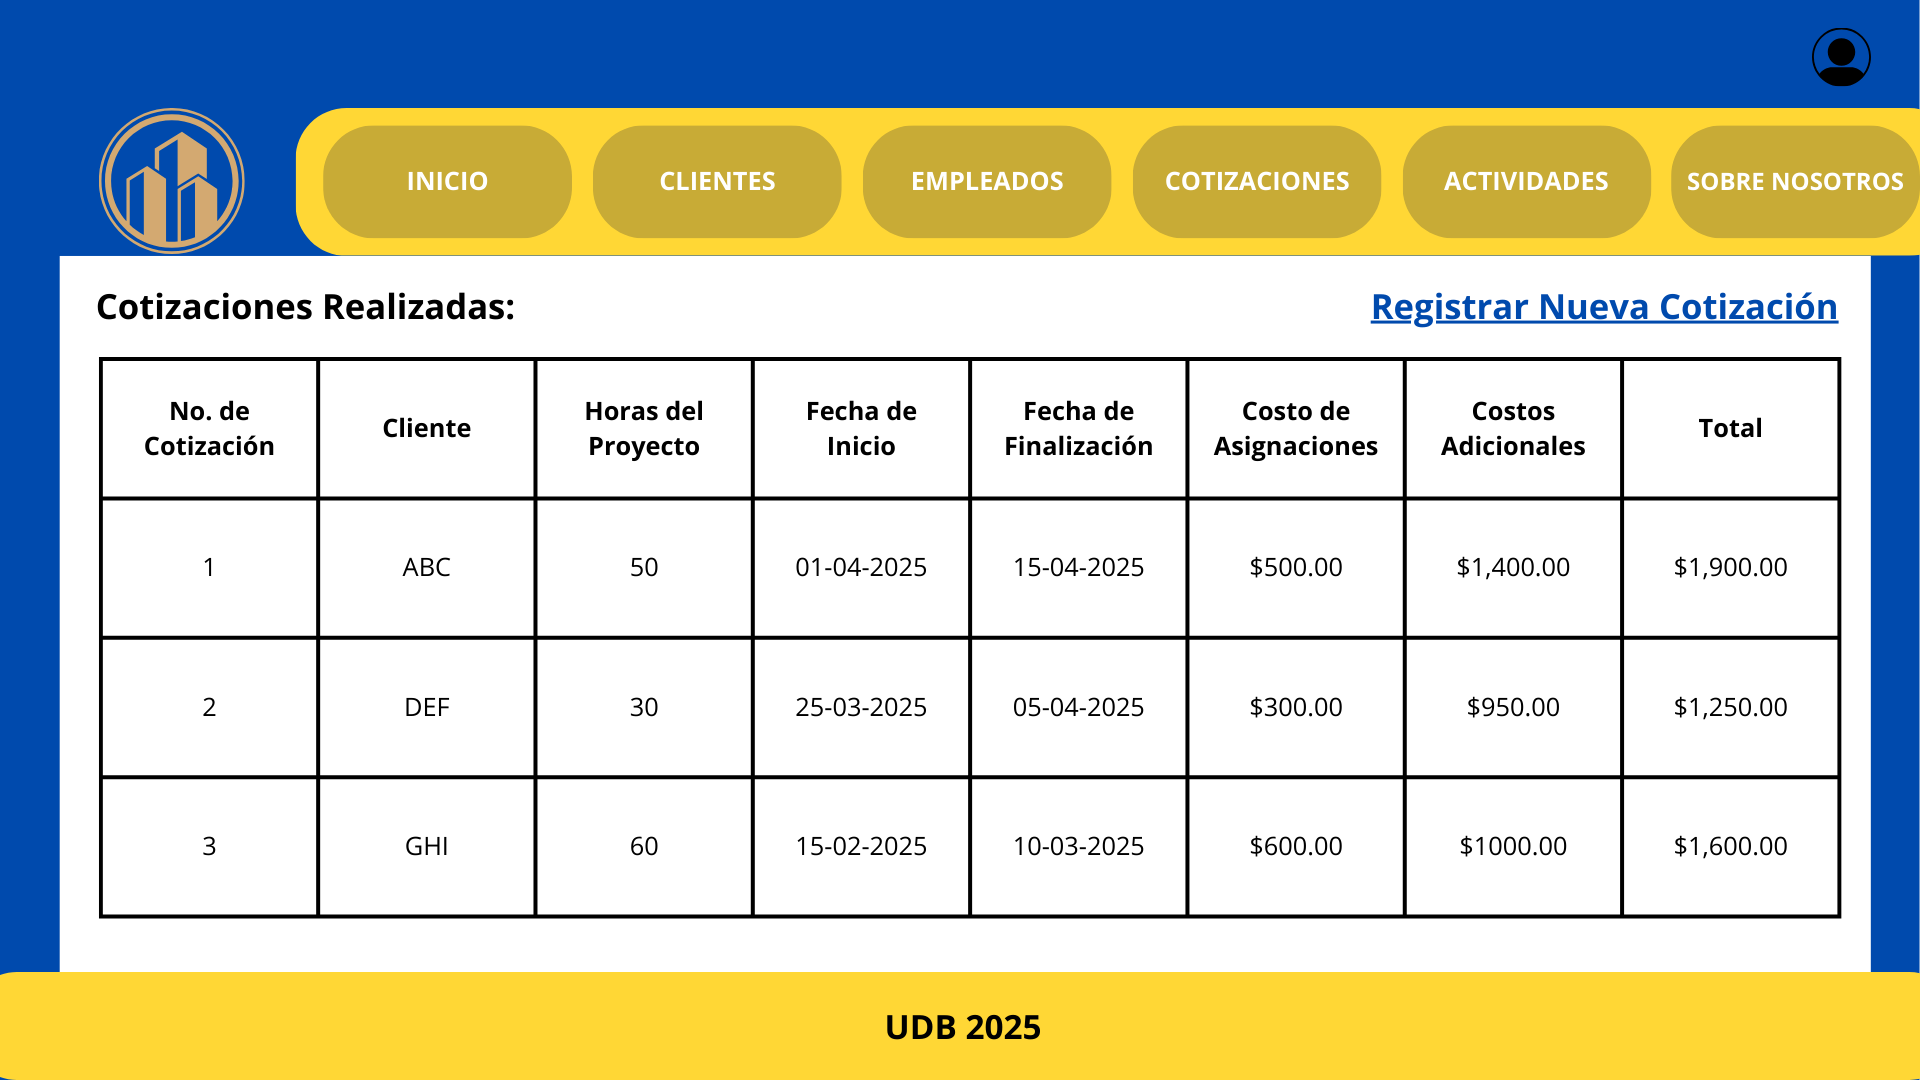 INICIO CLIENTES EMPLEADOS COTIZACIONES ACTIVIDADES SOBRE NOSOTROS
Cotizaciones Realizadas: Registrar Nueva Cotización
No. de Cotización Cliente Horas del Proyecto Fecha de Inicio Fecha de Finalización Costo de Asignaciones Costos Adicionales Total
1 ABC 50 01-04-2025 15-04-2025 $500.00 $1,400.00 $1,900.00
2 DEF 30 25-03-2025 05-04-2025 $300.00 $950.00 $1,250.00
3 GHI 60 15-02-2025 10-03-2025 $600.00 $1000.00 $1,600.00
UDB 2025